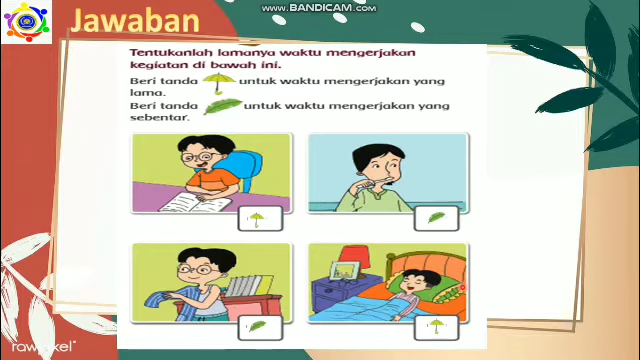 www.BANDICAM.com
Jawaban
Tentukanlah lamanya waktu mengerjakan
kegiatan di bawah ini.
Beri tanda untuk waktu mengerjakan yang
lama.
Beri tanda untuk waktu mengerjakan yang
sebentar.
rawpixel